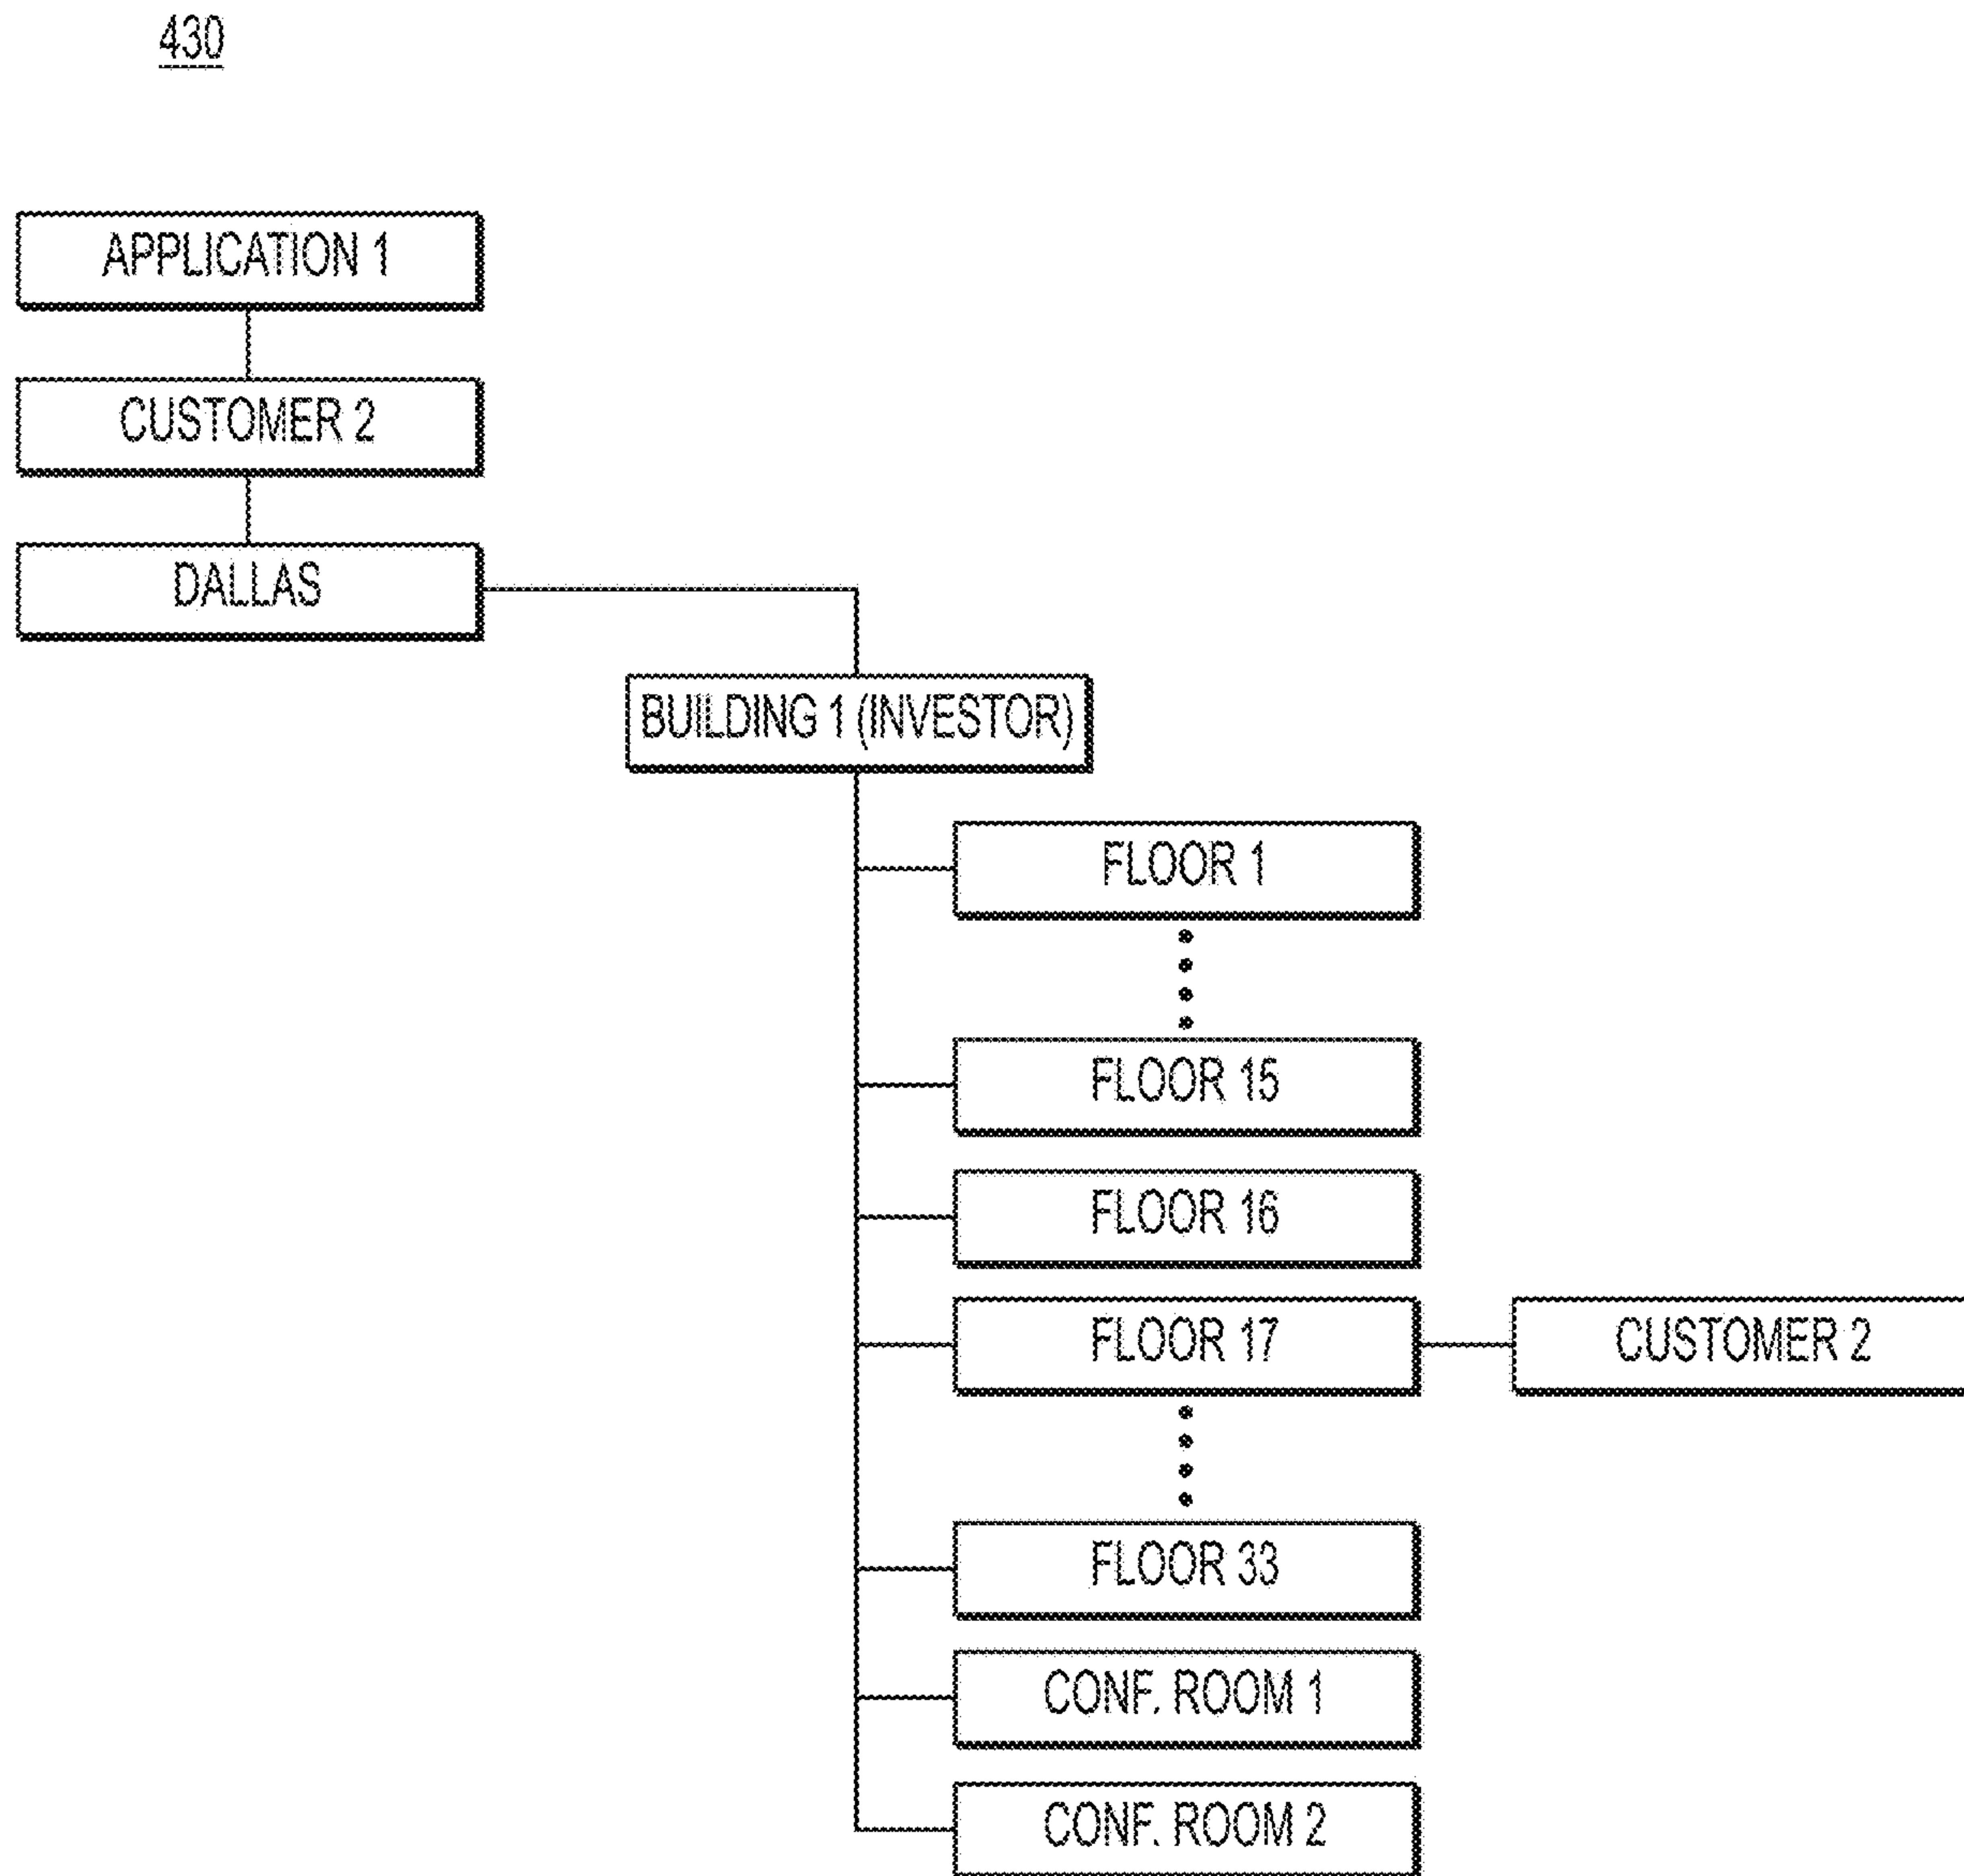 430
APPLICATION 1
CUSTOMER 2
DALLAS
BUILDING 1 (INVESTOR)
FLOOR 1
FLOOR 15
FLOOR 16
FLOOR 17
CUSTOMER 2
FLOOR 33
CONF. ROOM 1
CONF. ROOM 2